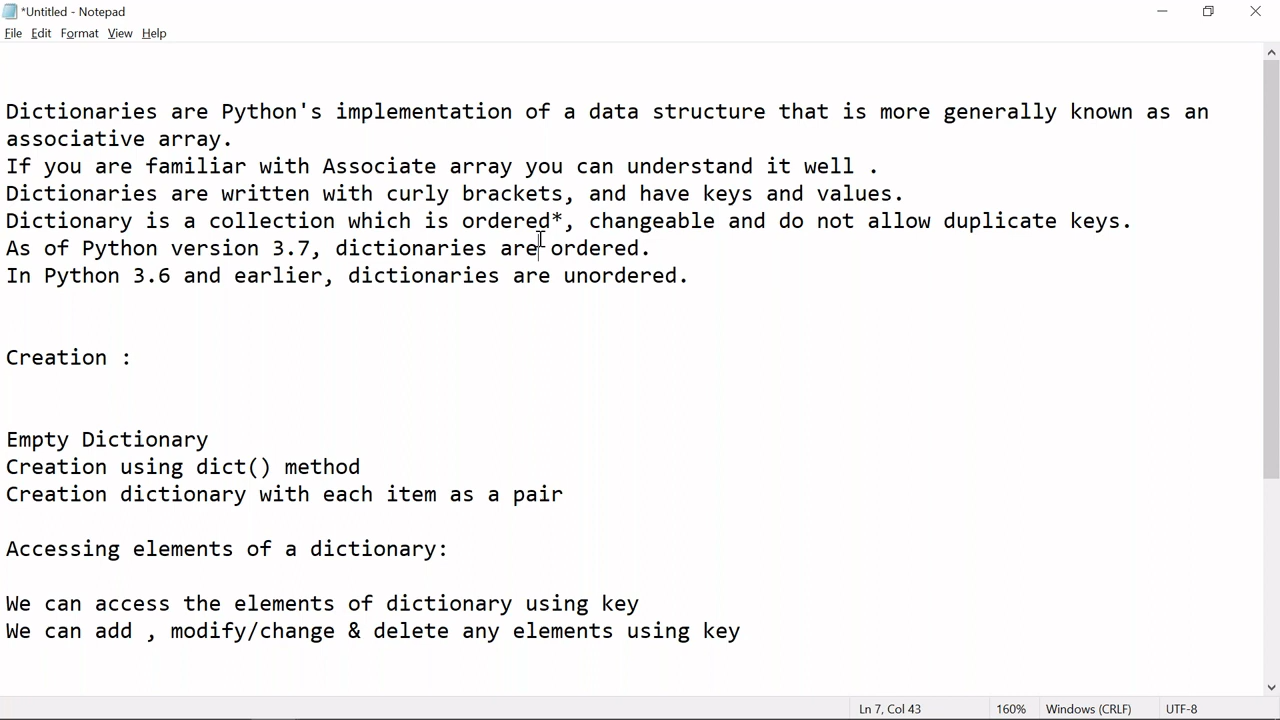 *Untitled - Notepad
File Edit Format View Help
Dictionaries are Python's implementation of a data structure that is more generally known as an
associative array.
If you are familiar with Associate array you can understand it well .
Dictionaries are written with curly brackets, and have keys and values.
Dictionary is a collection which is ordered*, changeable and do not allow duplicate keys.
As of Python version 3.7, dictionaries are ordered.
In Python 3.6 and earlier, dictionaries are unordered.
Creation :
Empty Dictionary
Creation using dict() method
Creation dictionary with each item as a pair
Accessing elements of a dictionary:
We can access the elements of dictionary using key
We can add , modify/change & delete any elements using key
Ln 7, Col 43 160% Windows (CRLF) UTF-8